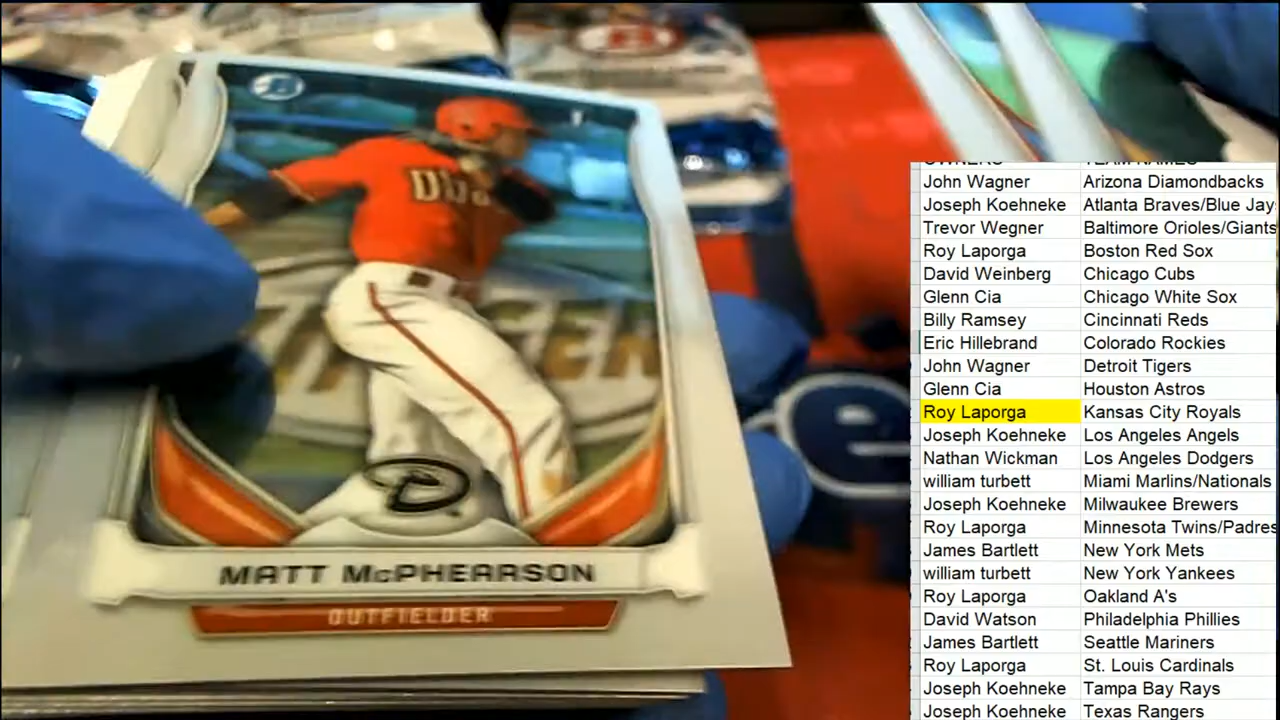 MATT McPHEARSON
OUTFIELDER
OWNERS TEAM NAMES
John Wagner Arizona Diamondbacks
Joseph Koehneke Atlanta Braves/Blue Jay
Trevor Wegner Baltimore Orioles/Giants
Roy Laporga Boston Red Sox
David Weinberg Chicago Cubs
Glenn Cia Chicago White Sox
Billy Ramsey Cincinnati Reds
Eric Hillebrand Colorado Rockies
John Wagner Detroit Tigers
Glenn Cia Houston Astros
Roy Laporga Kansas City Royals
Joseph Koehneke Los Angeles Angels
Nathan Wickman Los Angeles Dodgers
william turbett Miami Marlins/Nationals
Joseph Koehneke Milwaukee Brewers
Roy Laporga Minnesota Twins/Padres
James Bartlett New York Mets
william turbett New York Yankees
Roy Laporga Oakland A's
David Watson Philadelphia Phillies
James Bartlett Seattle Mariners
Roy Laporga St. Louis Cardinals
Joseph Koehneke Tampa Bay Rays
Joseph Koehneke Texas Rangers